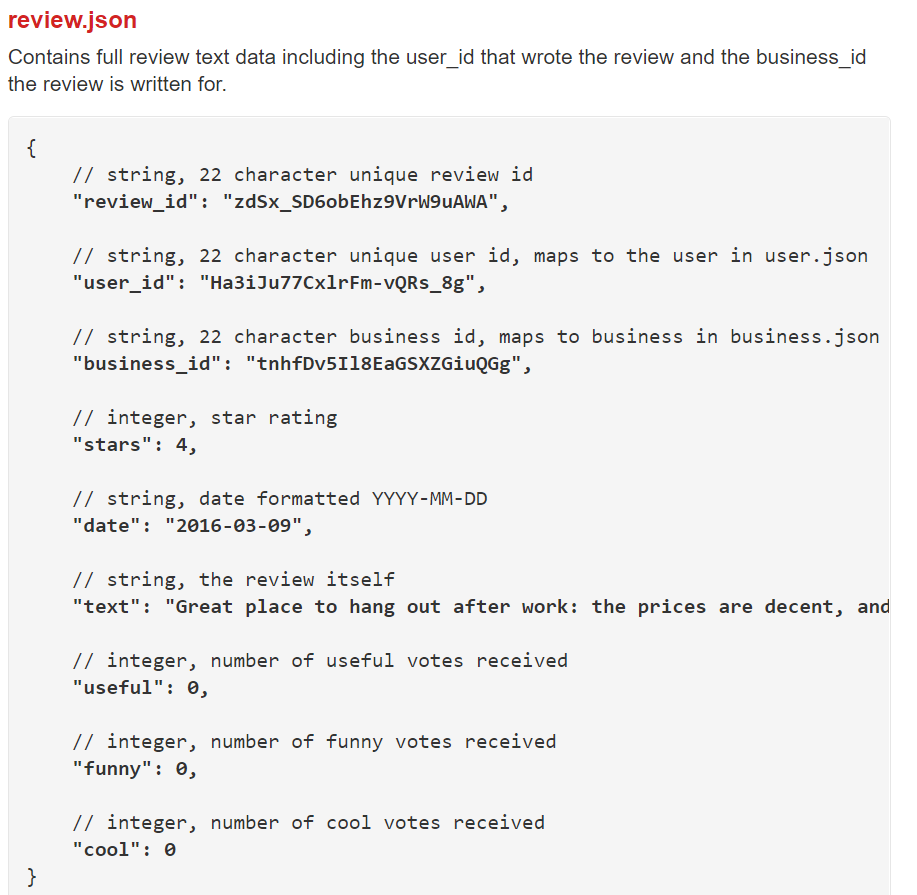 review.json
Contains full review text data including the user_id that wrote the review and the business_id
the review is written for.
{
    // string, 22 character unique review id
    "review_id": "zdSx_SD6obEhz9VrW9uAWA",

    // string, 22 character unique user id, maps to the user in user.json
    "user_id": "Ha3iJu77CxlrFm-vQRs_8g",

    // string, 22 character business id, maps to business in business.json
    "business_id": "tnhfDv5Il8EaGSXZGiuQGg",

    // integer, star rating
    "stars": 4,

    // string, date formatted YYYY-MM-DD
    "date": "2016-03-09",

    // string, the review itself
    "text": "Great place to hang out after work: the prices are decent, and

    // integer, number of useful votes received
    "useful": 0,

    // integer, number of funny votes received
    "funny": 0,

    // integer, number of cool votes received
    "cool": 0
}